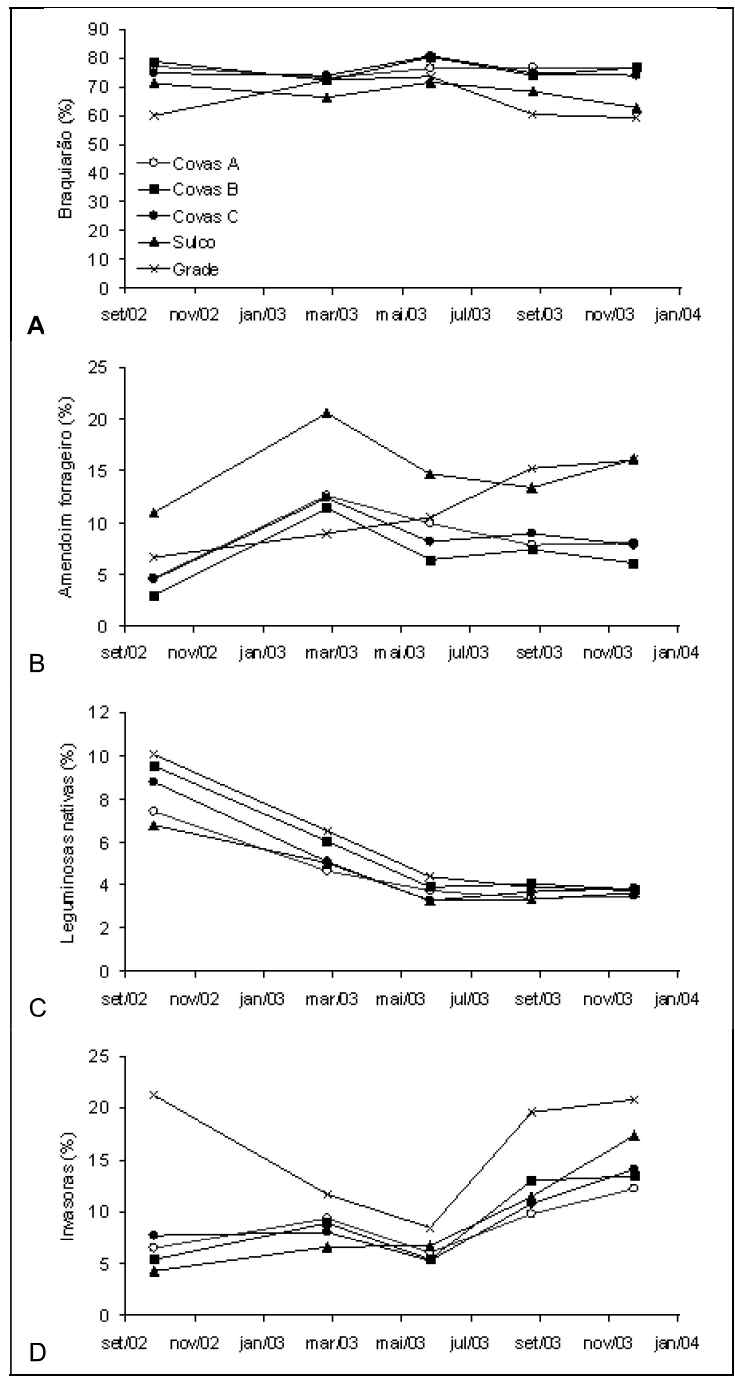 90
80
70
60
50
40
30
20
10
0
Braquiarão (%)
Covas A
Covas B
Covas C
Sulco
Grade
set/02 nov/02 jan/03 mar/03 mai/03 jul/03 set/03 nov/03 jan/04
A
25
20
15
10
5
0
Amendoim forrageiro (%)
set/02 nov/02 jan/03 mar/03 mai/03 jul/03 set/03 nov/03 jan/04
B
12
10
8
6
4
2
0
Leguminosas nativas (%)
set/02 nov/02 jan/03 mar/03 mai/03 jul/03 set/03 nov/03 jan/04
C
25
20
15
10
5
0
Invasoras (%)
set/02 nov/02 jan/03 mar/03 mai/03 jul/03 set/03 nov/03 jan/04
D